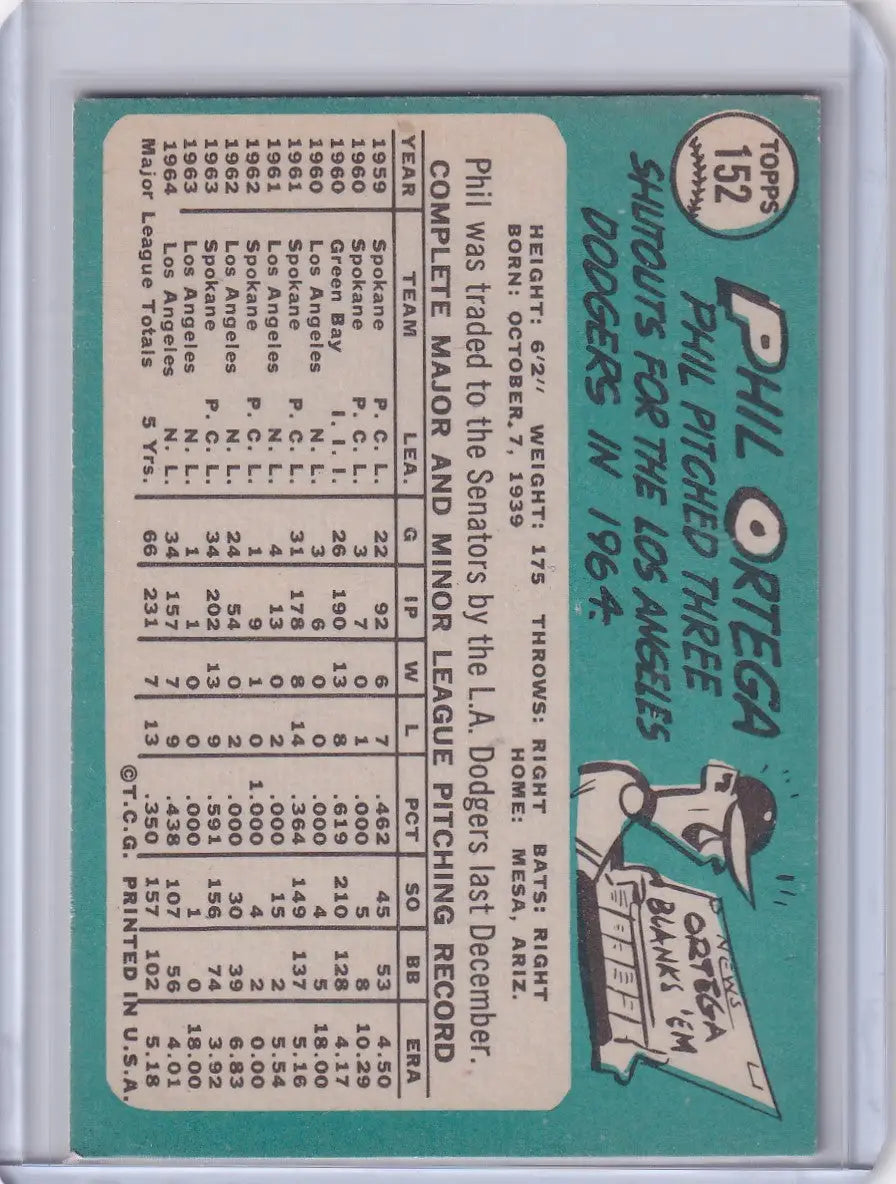 TOPPS
152
PHIL ORTEGA
PHIL PITCHED THREE
SHUTOUTS FOR THE LOS ANGELES
DODGERS IN 1964.
NEWS
ORTEGA
BLANKS 'EM
HEIGHT: 6'2" WEIGHT: 175 THROWS: RIGHT BATS: RIGHT
BORN: OCTOBER 7, 1939 HOME: MESA, ARIZ.
Phil was traded to the Senators by the L.A. Dodgers last December.
COMPLETE MAJOR AND MINOR LEAGUE PITCHING RECORD
YEAR TEAM LEA. G IP W L PCT SO BB ERA
1959 Spokane P. C. L. 22 92 6 7 .462 45 53 4.50
1960 Spokane P. C. L. 3 7 0 1 .000 5 8 10.29
1960 Green Bay I. I. I. 26 190 13 8 .619 210 128 4.17
1960 Los Angeles N. L. 3 6 0 0 .000 4 5 18.00
1961 Spokane P. C. L. 31 178 8 14 .364 149 137 5.16
1961 Los Angeles N. L. 4 13 0 2 .000 15 2 5.54
1962 Spokane P. C. L. 1 9 1 0 1.000 4 2 0.00
1962 Los Angeles N. L. 24 54 0 2 .000 30 39 6.83
1963 Spokane P. C. L. 34 202 13 9 .591 156 74 3.92
1963 Los Angeles N. L. 1 1 0 0 .000 1 0 18.00
1964 Los Angeles N. L. 34 157 7 9 .438 107 56 4.01
Major League Totals 5 Yrs. 66 231 7 13 .350 157 102 5.18
©T.C.G. PRINTED IN U.S.A.